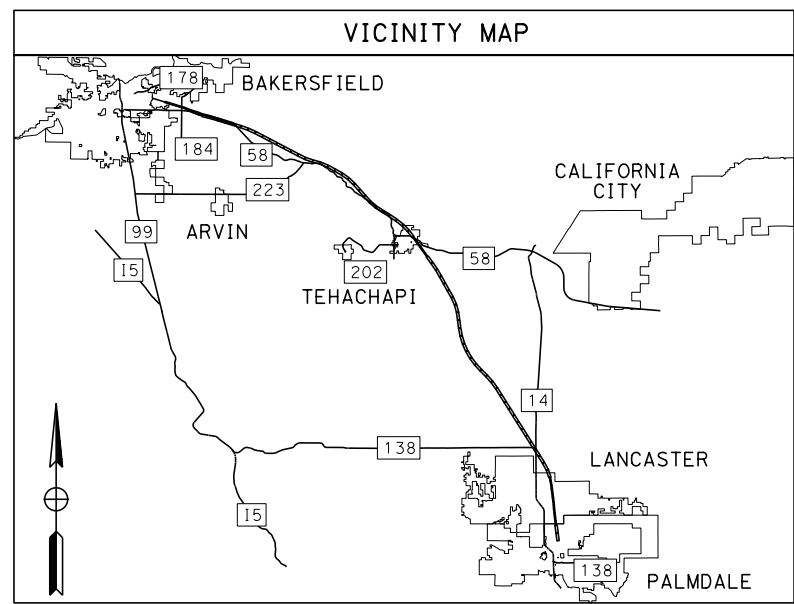 VICINITY MAP
178
BAKERSFIELD
184
58
CALIFORNIA
CITY
223
99
ARVIN
I5
202
58
TEHACHAPI
14
138
LANCASTER
I5
138
PALMDALE